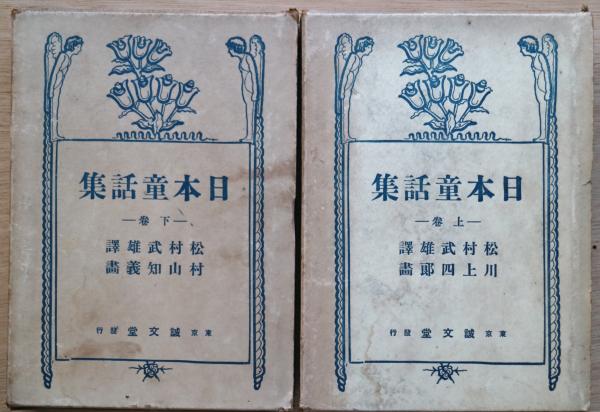 日本童話集
—上卷—
松村武雄譯
川上四郎畫
東京 誠文堂 發行
日本童話集
—下卷—
松村武雄譯
村山知義畫
東京 誠文堂 發行